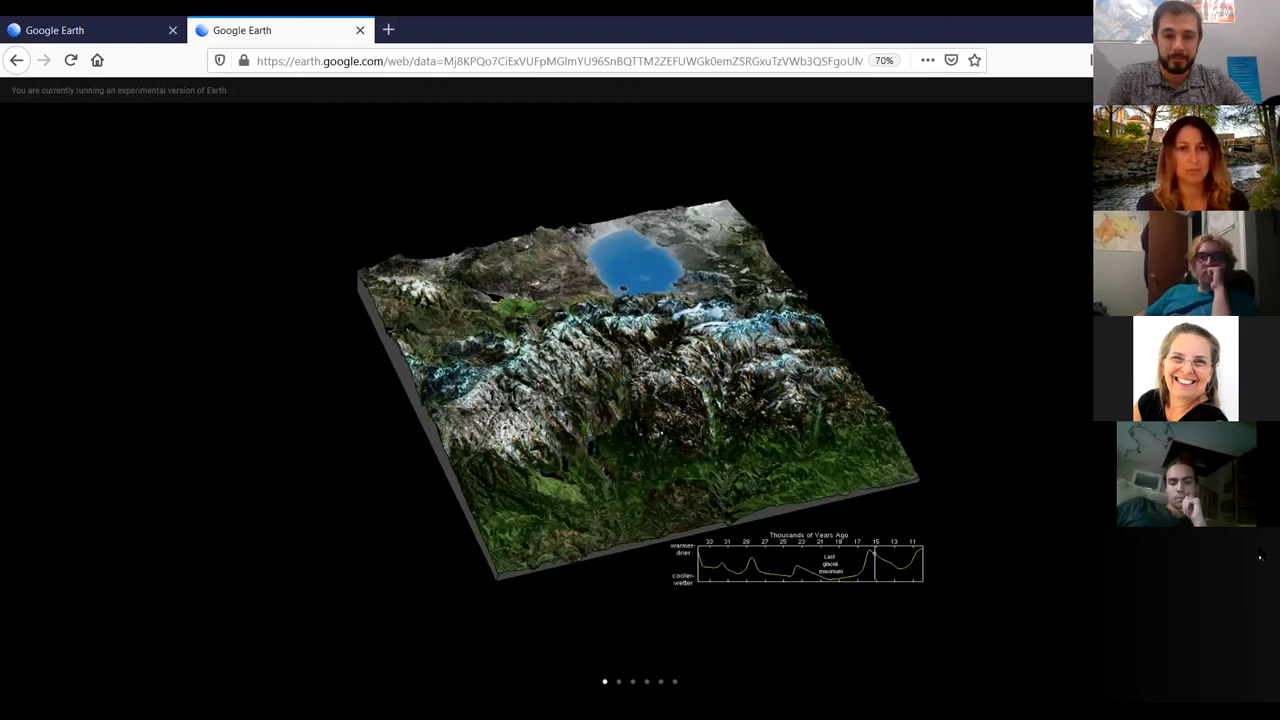 Google Earth
Google Earth
https://earth.google.com/web/data=Mj8KPQo7CiExVUFpMGlmYU96SnBQTTM2ZEFUWGk0emZSRGxuTzVWb3QSFgoUM
70%
You are currently running an experimental version of Earth.
Thousands of Years Ago
33 31 29 27 25 23 21 19 17 15 13 11
warmer-
drier
Last
glacial
maximum
cooler-
wetter